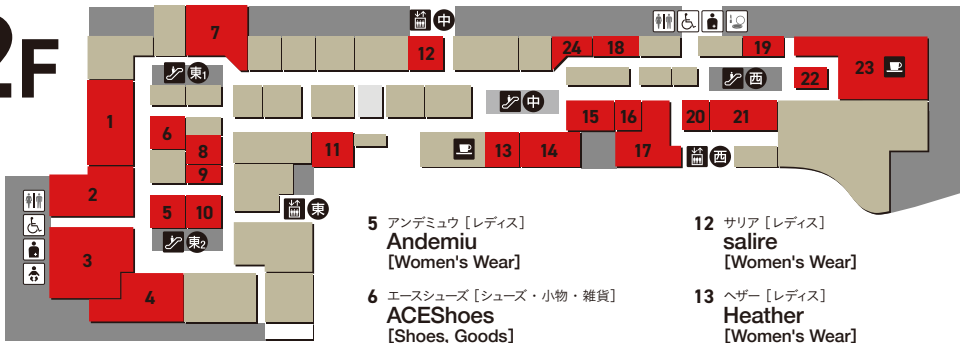 2F
7
中
12
24
18
19
23
22
東1
西
中
1
6
8
9
15
16
20
21
11
13
14
17
西
2
5
10
東
東2
3
4
5 アンデミュウ [レディス]
Andemiu
[Women's Wear]
6 エースシューズ [シューズ・小物・雑貨]
ACEShoes
[Shoes, Goods]
12 サリア [レディス]
salire
[Women's Wear]
13 ヘザー [レディス]
Heather
[Women's Wear]